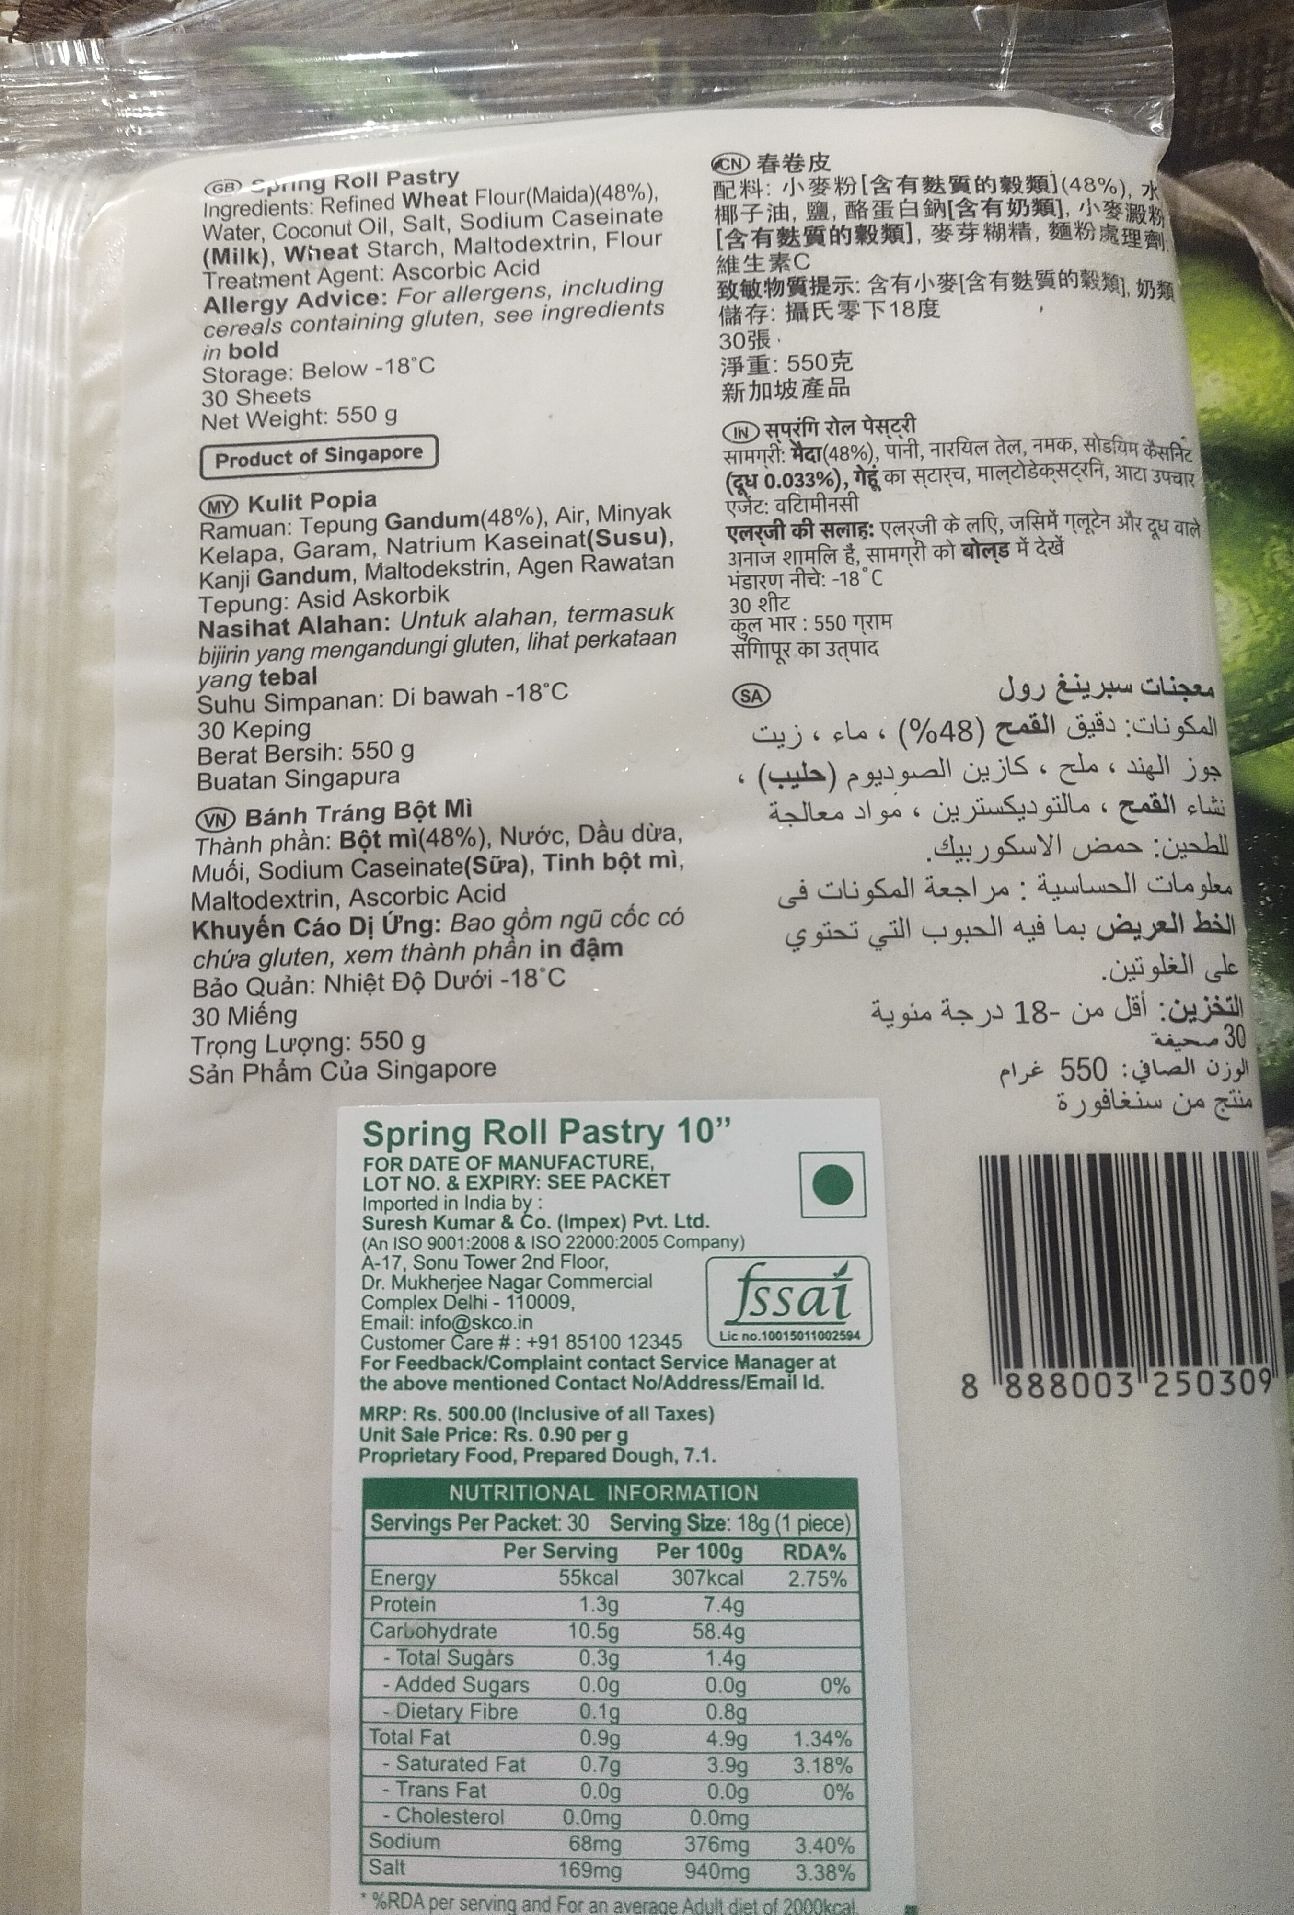 GB Spring Roll Pastry
Ingredients: Refined Wheat Flour(Maida)(48%),
Water, Coconut Oil, Salt, Sodium Caseinate
(Milk), Wheat Starch, Maltodextrin, Flour
Treatment Agent: Ascorbic Acid
Allergy Advice: For allergens, including
cereals containing gluten, see ingredients
in bold
Storage: Below -18°C
30 Sheets
Net Weight: 550 g
Product of Singapore
MY Kulit Popia
Ramuan: Tepung Gandum(48%), Air, Minyak
Kelapa, Garam, Natrium Kaseinat(Susu),
Kanji Gandum, Maltodekstrin, Agen Rawatan
Tepung: Asid Askorbik
Nasihat Alahan: Untuk alahan, termasuk
bijirin yang mengandungi gluten, lihat perkataan
yang tebal
Suhu Simpanan: Di bawah -18°C
30 Keping
Berat Bersih: 550 g
Buatan Singapura
VN Bánh Tráng Bột Mì
Thành phần: Bột mì(48%), Nước, Dầu dừa,
Muối, Sodium Caseinate(Sữa), Tinh bột mì,
Maltodextrin, Ascorbic Acid
Khuyến Cáo Dị Ứng: Bao gồm ngũ cốc có
chứa gluten, xem thành phần in đậm
Bảo Quản: Nhiệt Độ Dưới -18°C
30 Miếng
Trọng Lượng: 550 g
Sản Phẩm Của Singapore
CN 春卷皮
配料: 小麥粉[含有麩質的穀類](48%), 水
椰子油, 鹽, 酪蛋白鈉[含有奶類], 小麥澱粉
[含有麩質的穀類], 麥芽糊精, 麵粉處理劑
維生素C
致敏物質提示: 含有小麥[含有麩質的穀類], 奶類
儲存: 攝氏零下18度
30張
淨重: 550克
新加坡產品
IN स्परंगि रोल पेस्ट्री
सामग्री: मैदा(48%), पानी, नारयिल तेल, नमक, सोडयिम कैसनिट
(दूध 0.033%), गेहूं का स्टार्च, माल्टोडेक्सट्रनि, आटा उपचार
एजेंट: वटिामीनसी
एलर्जी की सलाह: एलर्जी के लएि, जसिमें ग्लूटेन और दूध वाले
अनाज शामलि हैं, सामग्री को बोल्ड में देखें
भंडारण नीचे: -18°C
30 शीट
कुल भार : 550 ग्राम
संगिापूर का उत्पाद
SA معجنات سبرينغ رول
المكونات: دقيق القمح (48%) ، ماء ، زيت
جوز الهند ، ملح ، كازين الصوديوم (حليب) ،
نشاء القمح ، مالتوديكسترين ، مواد معالجة
للطحين: حمض الاسكوربيك.
معلومات الحساسية : مراجعة المكونات فى
الخط العريض بما فيه الحبوب التي تحتوي
على الغلوتين.
التخزين: أقل من -18 درجة مئوية
30 صحيفة
الوزن الصافي: 550 غرام
منتج من سنغافورة
8 888003 250309
Spring Roll Pastry 10”
FOR DATE OF MANUFACTURE,
LOT NO. & EXPIRY: SEE PACKET
Imported in India by :
Suresh Kumar & Co. (Impex) Pvt. Ltd.
(An ISO 9001:2008 & ISO 22000:2005 Company)
A-17, Sonu Tower 2nd Floor,
Dr. Mukherjee Nagar Commercial
Complex Delhi - 110009,
Email: info@skco.in
Customer Care # : +91 85100 12345
fssai
Lic no.10015011002594
For Feedback/Complaint contact Service Manager at
the above mentioned Contact No/Address/Email Id.
MRP: Rs. 500.00 (Inclusive of all Taxes)
Unit Sale Price: Rs. 0.90 per g
Proprietary Food, Prepared Dough, 7.1.
NUTRITIONAL INFORMATION
Servings Per Packet: 30 Serving Size: 18g (1 piece)
Per Serving Per 100g RDA%
Energy 55kcal 307kcal 2.75%
Protein 1.3g 7.4g
Carbohydrate 10.5g 58.4g
- Total Sugars 0.3g 1.4g
- Added Sugars 0.0g 0.0g 0%
- Dietary Fibre 0.1g 0.8g
Total Fat 0.9g 4.9g 1.34%
- Saturated Fat 0.7g 3.9g 3.18%
- Trans Fat 0.0g 0.0g 0%
- Cholesterol 0.0mg 0.0mg
Sodium 68mg 376mg 3.40%
Salt 169mg 940mg 3.38%
* %RDA per serving and For an average Adult diet of 2000kcal.